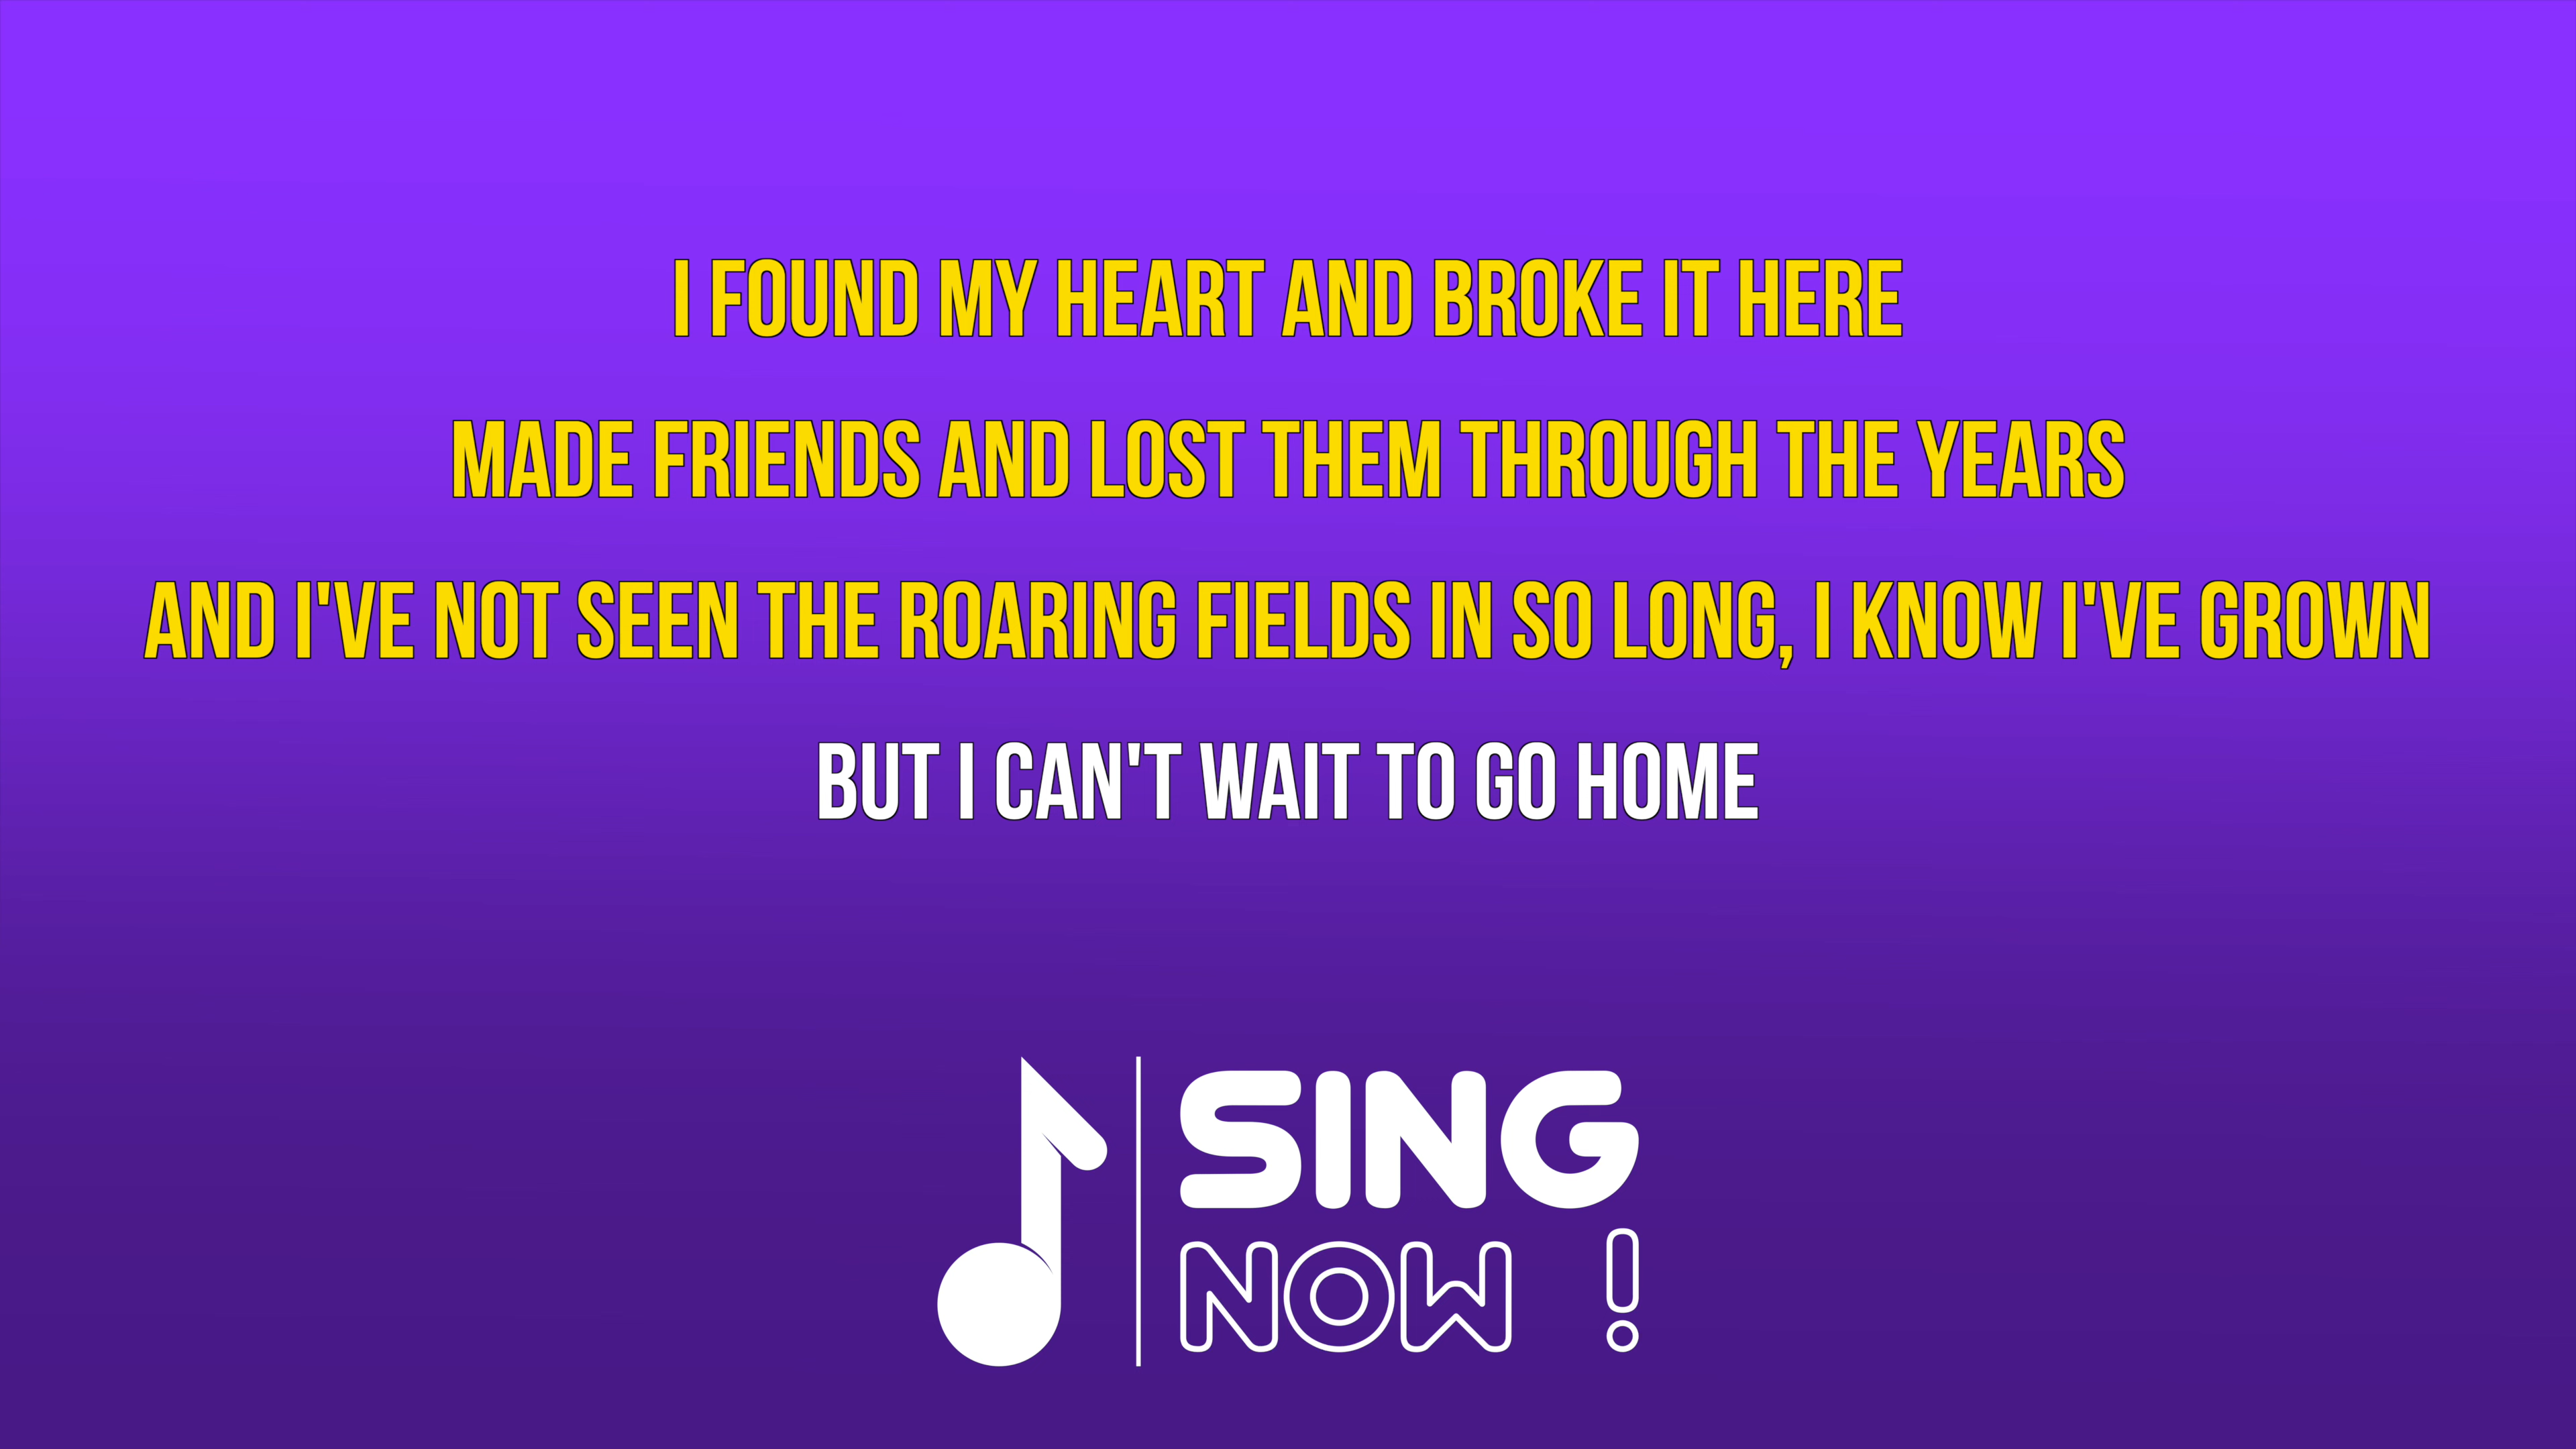 I FOUND MY HEART AND BROKE IT HERE
MADE FRIENDS AND LOST THEM THROUGH THE YEARS
AND I'VE NOT SEEN THE ROARING FIELDS IN SO LONG, I KNOW I'VE GROWN
BUT I CAN'T WAIT TO GO HOME
SING
NOW !